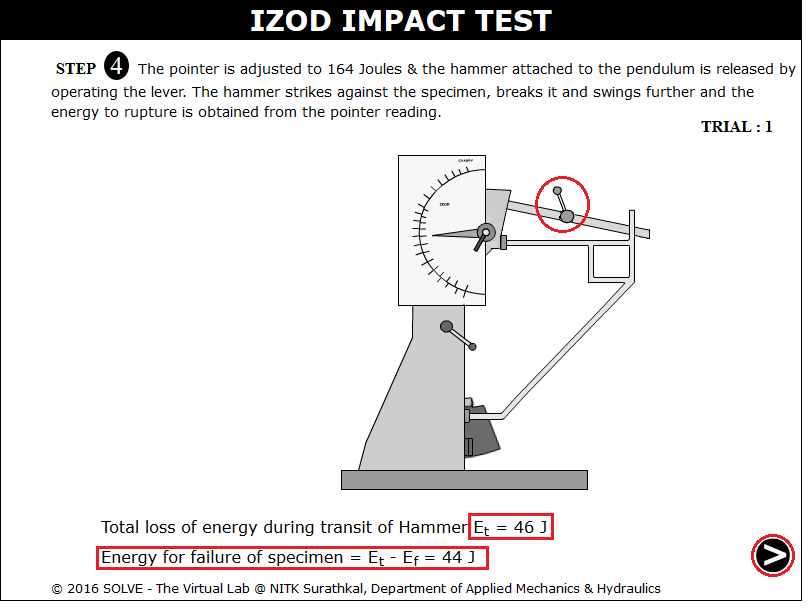 IZOD IMPACT TEST
STEP 4 The pointer is adjusted to 164 Joules & the hammer attached to the pendulum is released by
operating the lever. The hammer strikes against the specimen, breaks it and swings further and the
energy to rupture is obtained from the pointer reading.
TRIAL : 1
CHARPY
IZOD
Total loss of energy during transit of Hammer Et = 46 J
Energy for failure of specimen = Et - Ef = 44 J
>
© 2016 SOLVE - The Virtual Lab @ NITK Surathkal, Department of Applied Mechanics & Hydraulics